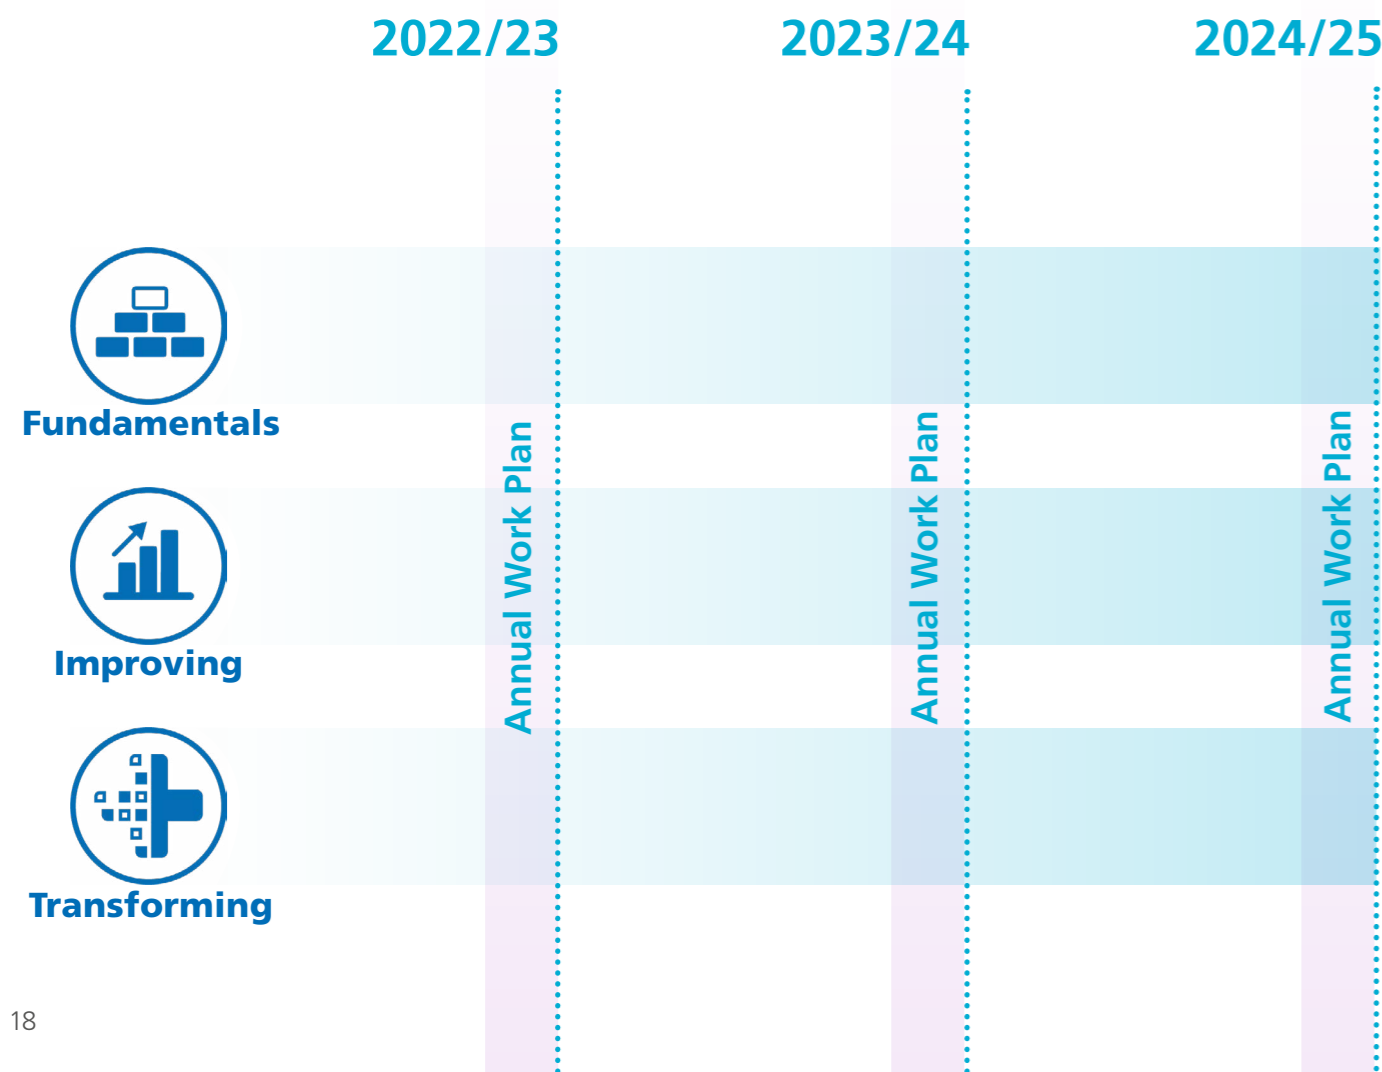 2022/23
2023/24
2024/25
Fundamentals
Annual Work Plan
Annual Work Plan
Annual Work Plan
Improving
Transforming
18